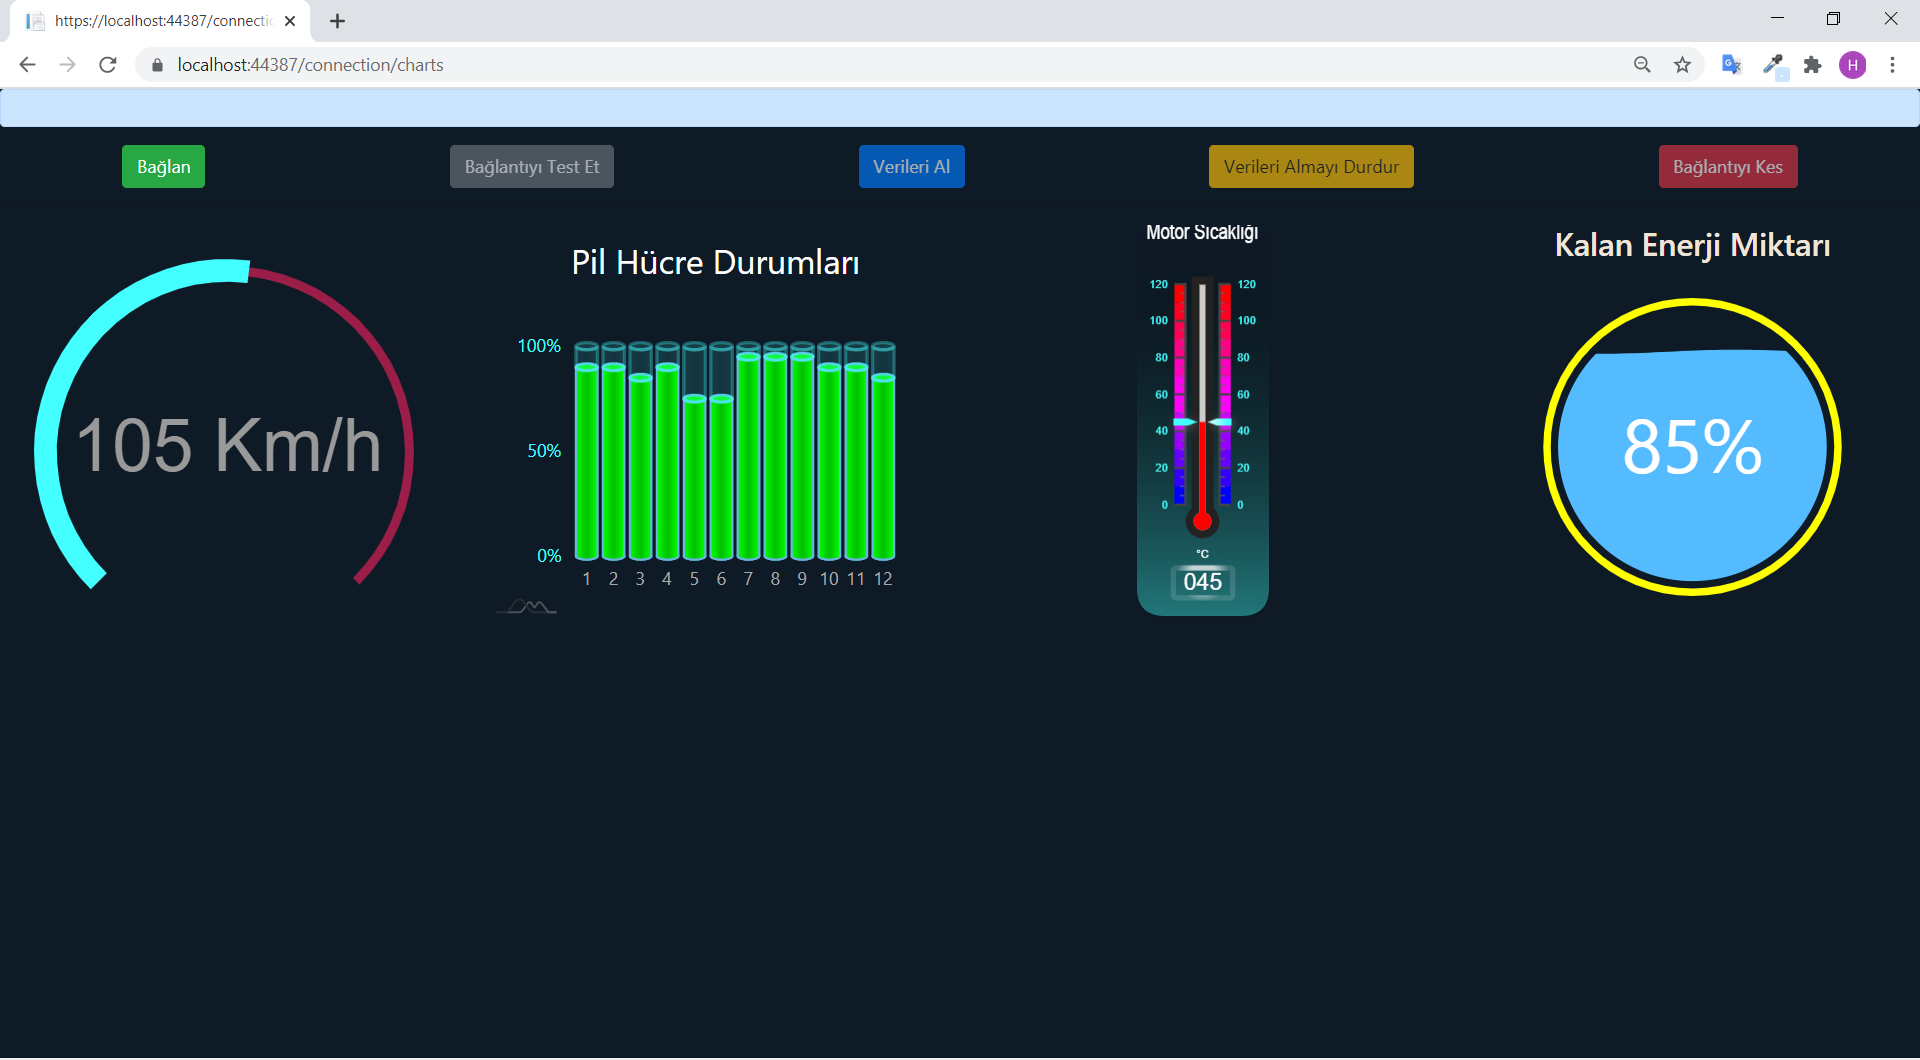 https://localhost:44387/connectic
localhost:44387/connection/charts
H
Bağlan
Bağlantıyı Test Et
Verileri Al
Verileri Almayı Durdur
Bağlantıyı Kes
105 Km/h
Pil Hücre Durumları
100%
50%
0%
1 2 3 4 5 6 7 8 9 10 11 12
Motor Sıcaklığı
120 120
100 100
80 80
60 60
40 40
20 20
0 0
°C
045
Kalan Enerji Miktarı
85%